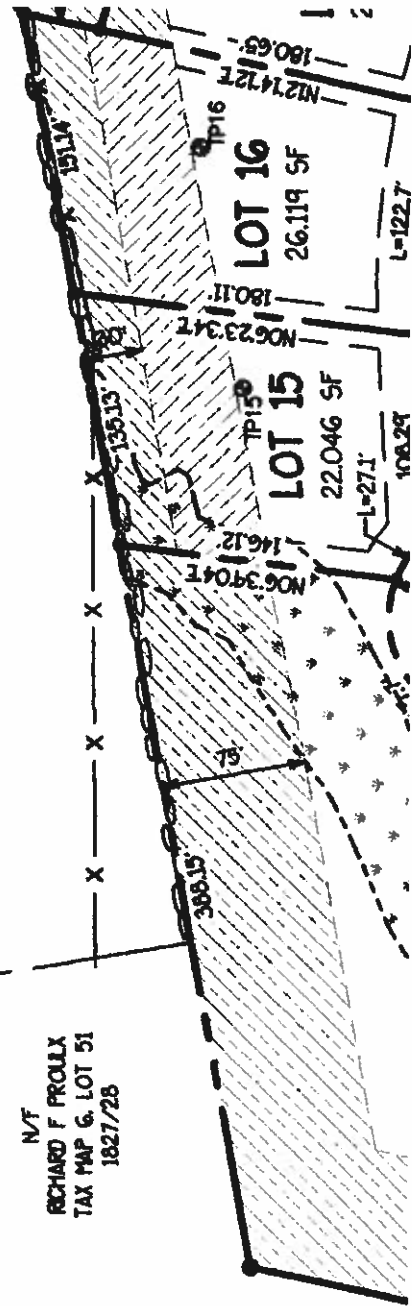 180.65'
N12°14'12"E
151.14'
TP16
LOT 16
26.119 SF
L=122.7'
180.11'
N06°23'34"E
135.13'
TP15
LOT 15
22.046 SF
L=27.1'
108.29'
146.12
N06°39'04"E
X
X
X
X
75'
388.15'
N/F
RICHARD F PROULX
TAX MAP 6, LOT 51
1827/28